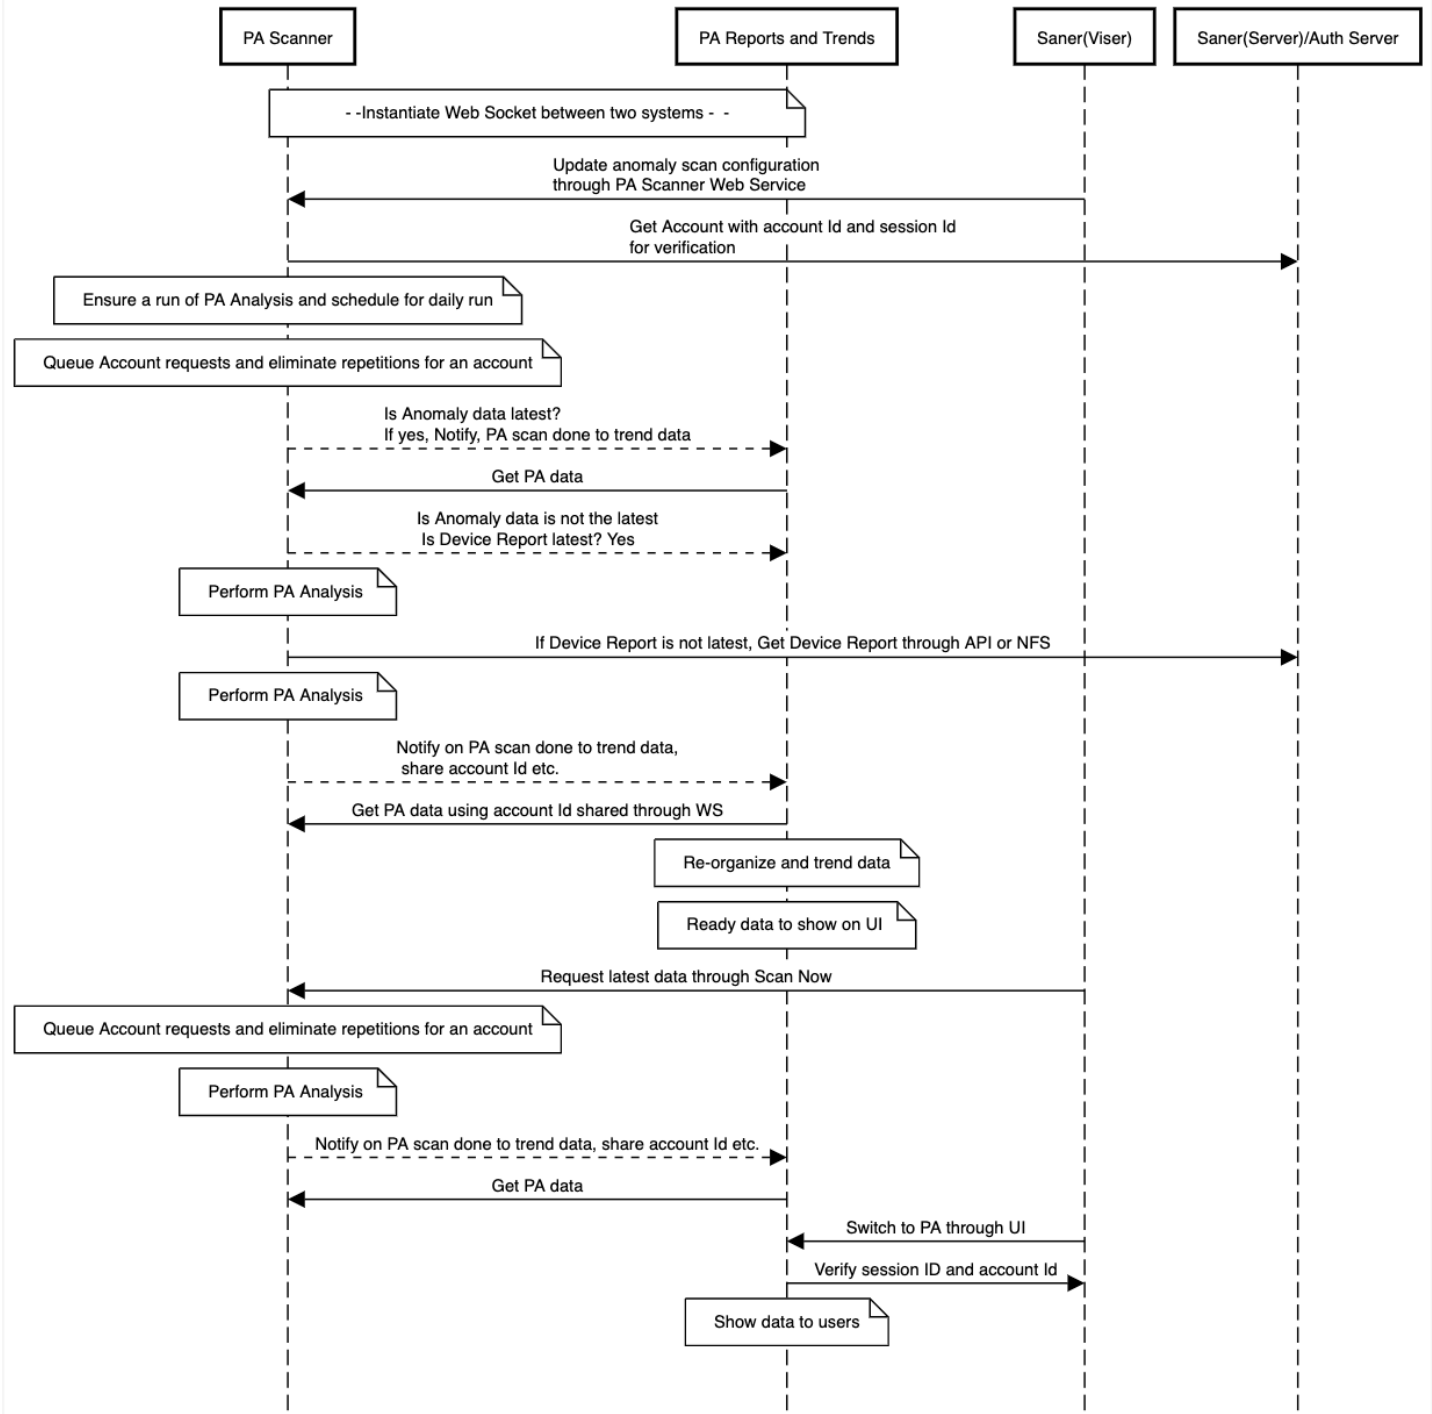 PA Scanner
PA Reports and Trends
Saner(Viser)
Saner(Server)/Auth Server
- -Instantiate Web Socket between two systems - -
Update anomaly scan configuration
through PA Scanner Web Service
Get Account with account Id and session Id
for verification
Ensure a run of PA Analysis and schedule for daily run
Queue Account requests and eliminate repetitions for an account
Is Anomaly data latest?
If yes, Notify, PA scan done to trend data
Get PA data
Is Anomaly data is not the latest
Is Device Report latest? Yes
Perform PA Analysis
If Device Report is not latest, Get Device Report through API or NFS
Perform PA Analysis
Notify on PA scan done to trend data,
share account Id etc.
Get PA data using account Id shared through WS
Re-organize and trend data
Ready data to show on UI
Request latest data through Scan Now
Queue Account requests and eliminate repetitions for an account
Perform PA Analysis
Notify on PA scan done to trend data, share account Id etc.
Get PA data
Switch to PA through UI
Verify session ID and account Id
Show data to users